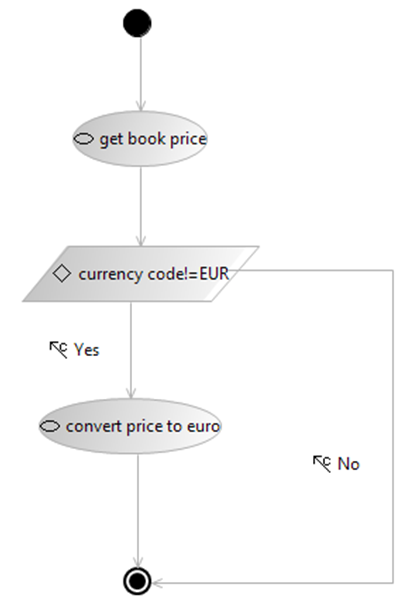 get book price
currency code!=EUR
Yes
convert price to euro
No